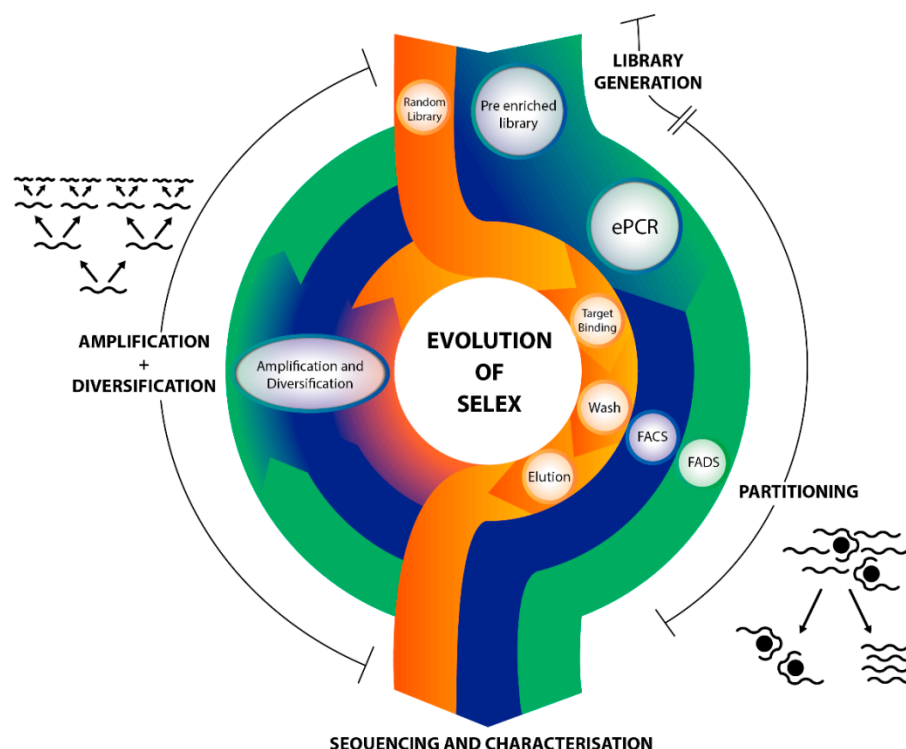 LIBRARY
GENERATION
Random
Library
Pre enriched
library
ePCR
Target
Binding
EVOLUTION
OF
SELEX
AMPLIFICATION
+
DIVERSIFICATION
Amplification and
Diversification
Wash
FACS
FADS
Elution
PARTITIONING
SEQUENCING AND CHARACTERISATION